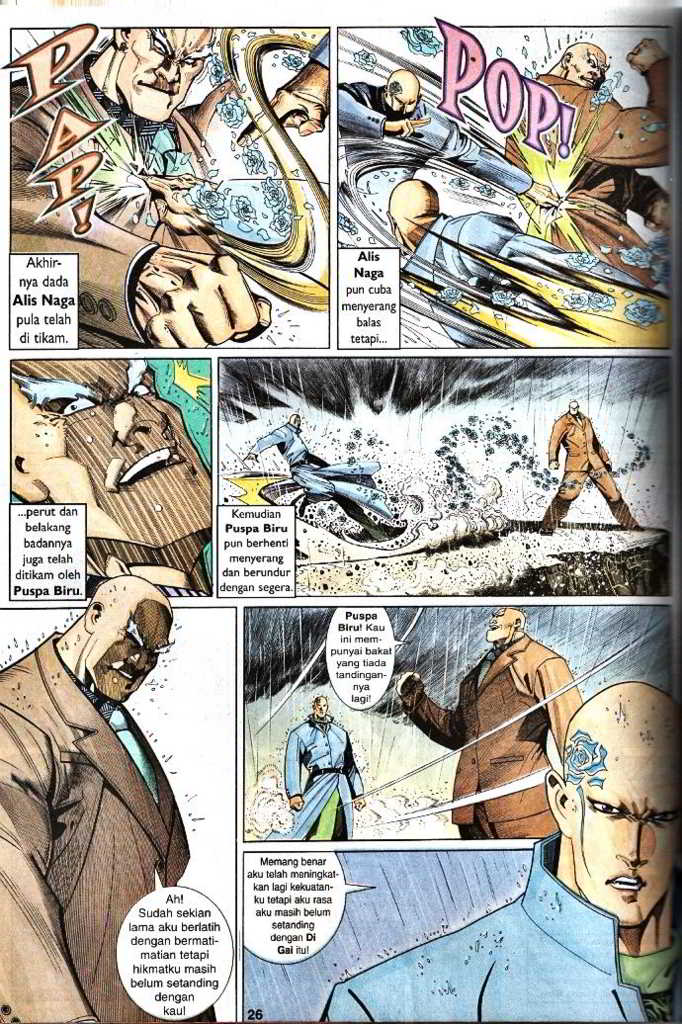 PAP!
POP!
Akhir-
nya dada
Alis Naga
pula telah
di tikam.
Alis
Naga
pun cuba
menyerang
balas
tetapi...
...perut dan
belakang
badannya
juga telah
ditikam oleh
Puspa Biru.
Kemudian
Puspa Biru
pun berhenti
menyerang
dan berundur
dengan segera.
Ah!
Sudah sekian
lama aku berlatih
dengan bermati-
matian tetapi
hikmatku masih
belum setanding
dengan
kau!
Puspa
Biru! Kau
ini mem-
punyai bakat
yang tiada
tandingan-
nya
lagi!
Memang benar
aku telah meningkat-
kan lagi kekuatan-
ku tetapi aku rasa
aku masih belum
setanding
dengan Di
Gai itu!
26